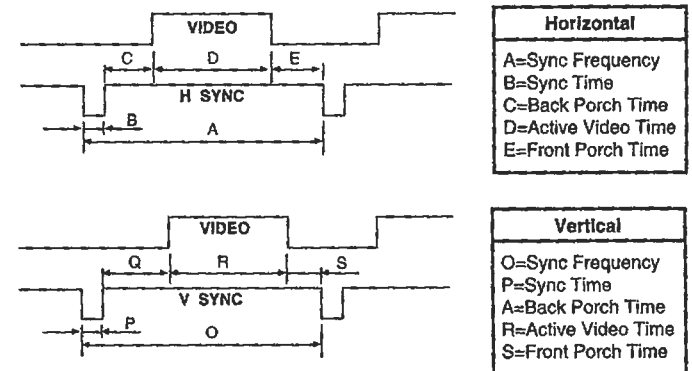 VIDEO
C D E
H SYNC
B
A
Horizontal
A=Sync Frequency
B=Sync Time
C=Back Porch Time
D=Active Video Time
E=Front Porch Time
VIDEO
Q R S
V SYNC
P
O
Vertical
O=Sync Frequency
P=Sync Time
A=Back Porch Time
R=Active Video Time
S=Front Porch Time